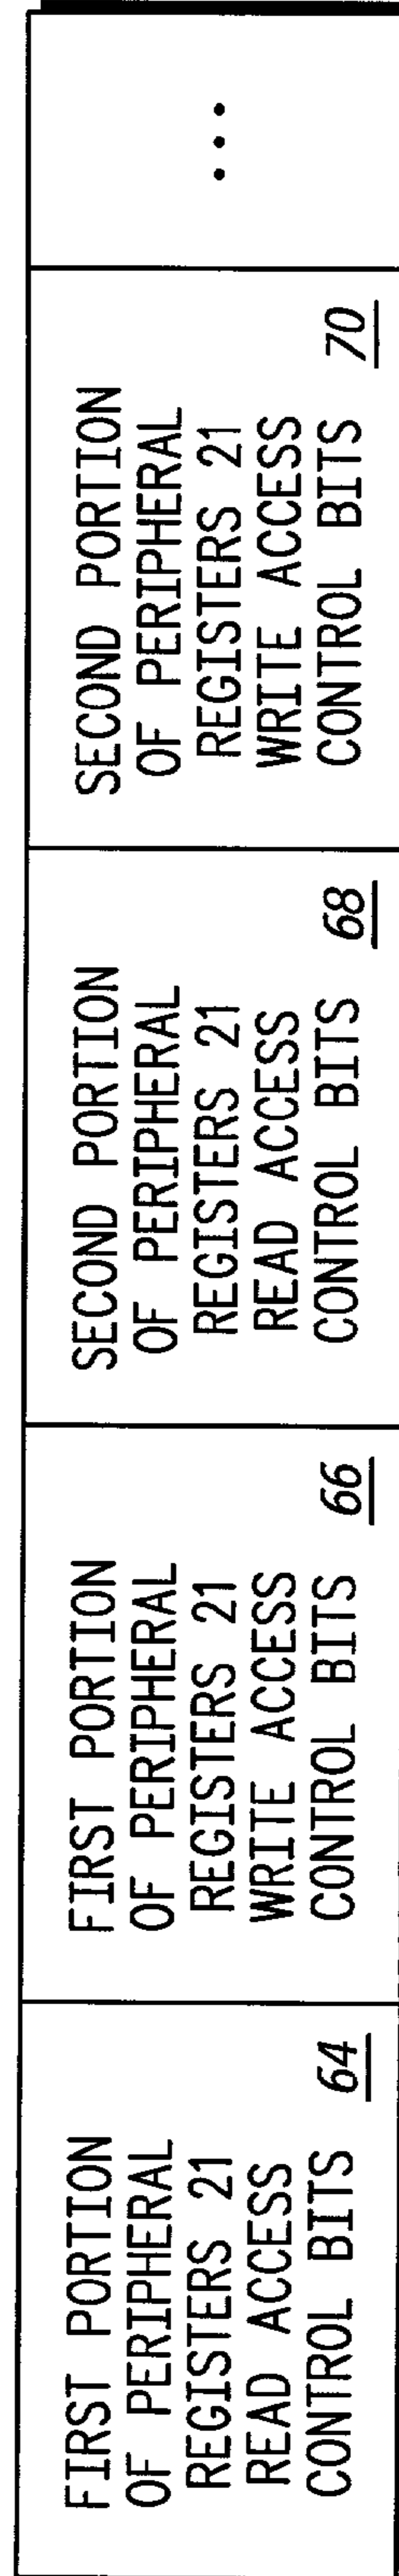 FIRST PORTION
OF PERIPHERAL
REGISTERS 21
READ ACCESS
CONTROL BITS
64
FIRST PORTION
OF PERIPHERAL
REGISTERS 21
WRITE ACCESS
CONTROL BITS
66
SECOND PORTION
OF PERIPHERAL
REGISTERS 21
READ ACCESS
CONTROL BITS
68
SECOND PORTION
OF PERIPHERAL
REGISTERS 21
WRITE ACCESS
CONTROL BITS
70
...